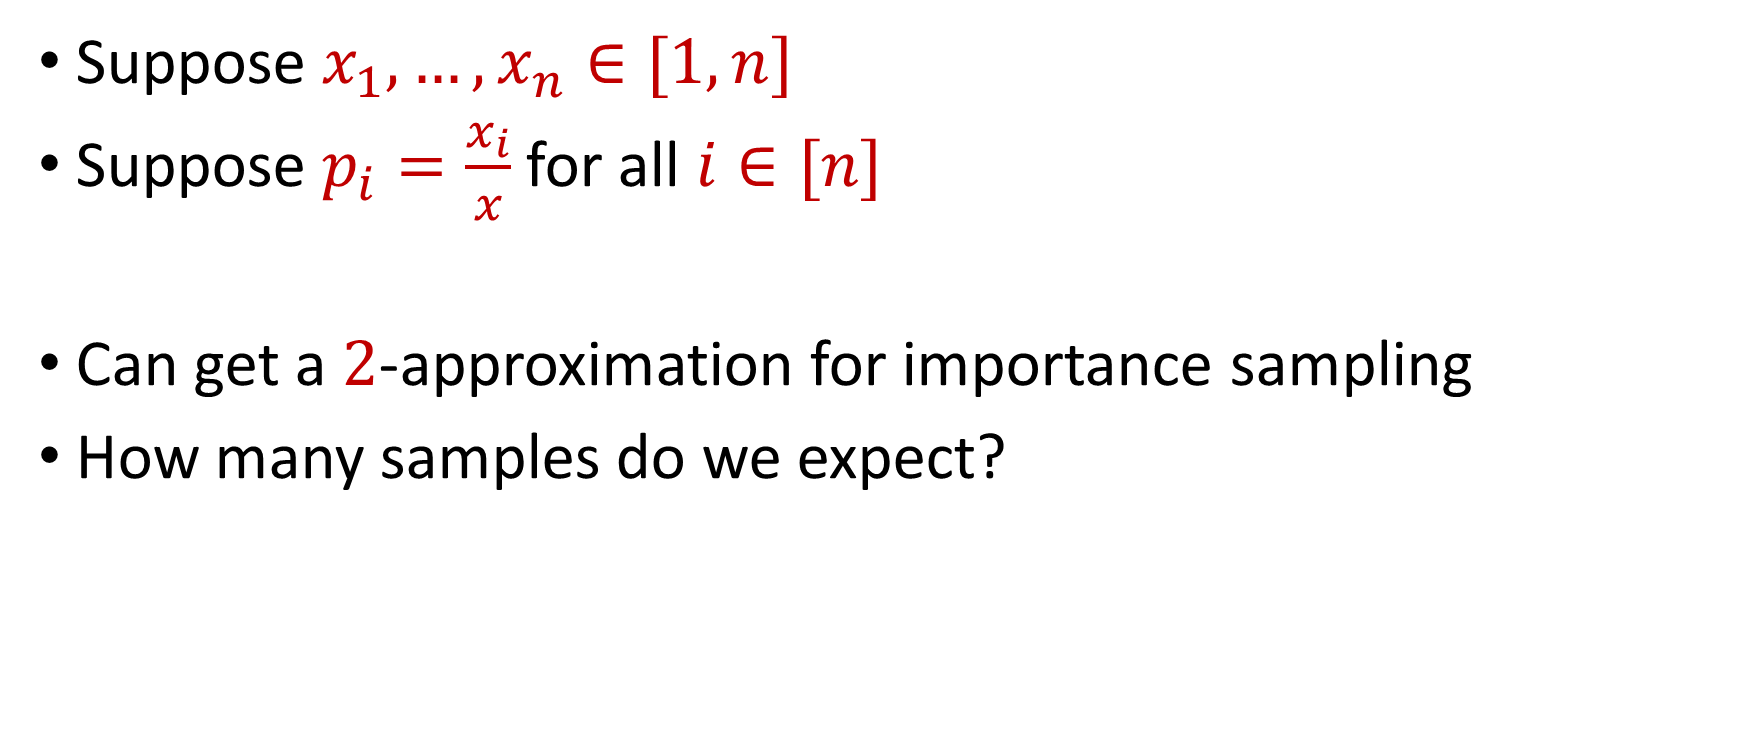 • Suppose x₁, … , xₙ ∈ [1, n]
• Suppose pᵢ = xᵢ/x for all i ∈ [n]
• Can get a 2-approximation for importance sampling
• How many samples do we expect?